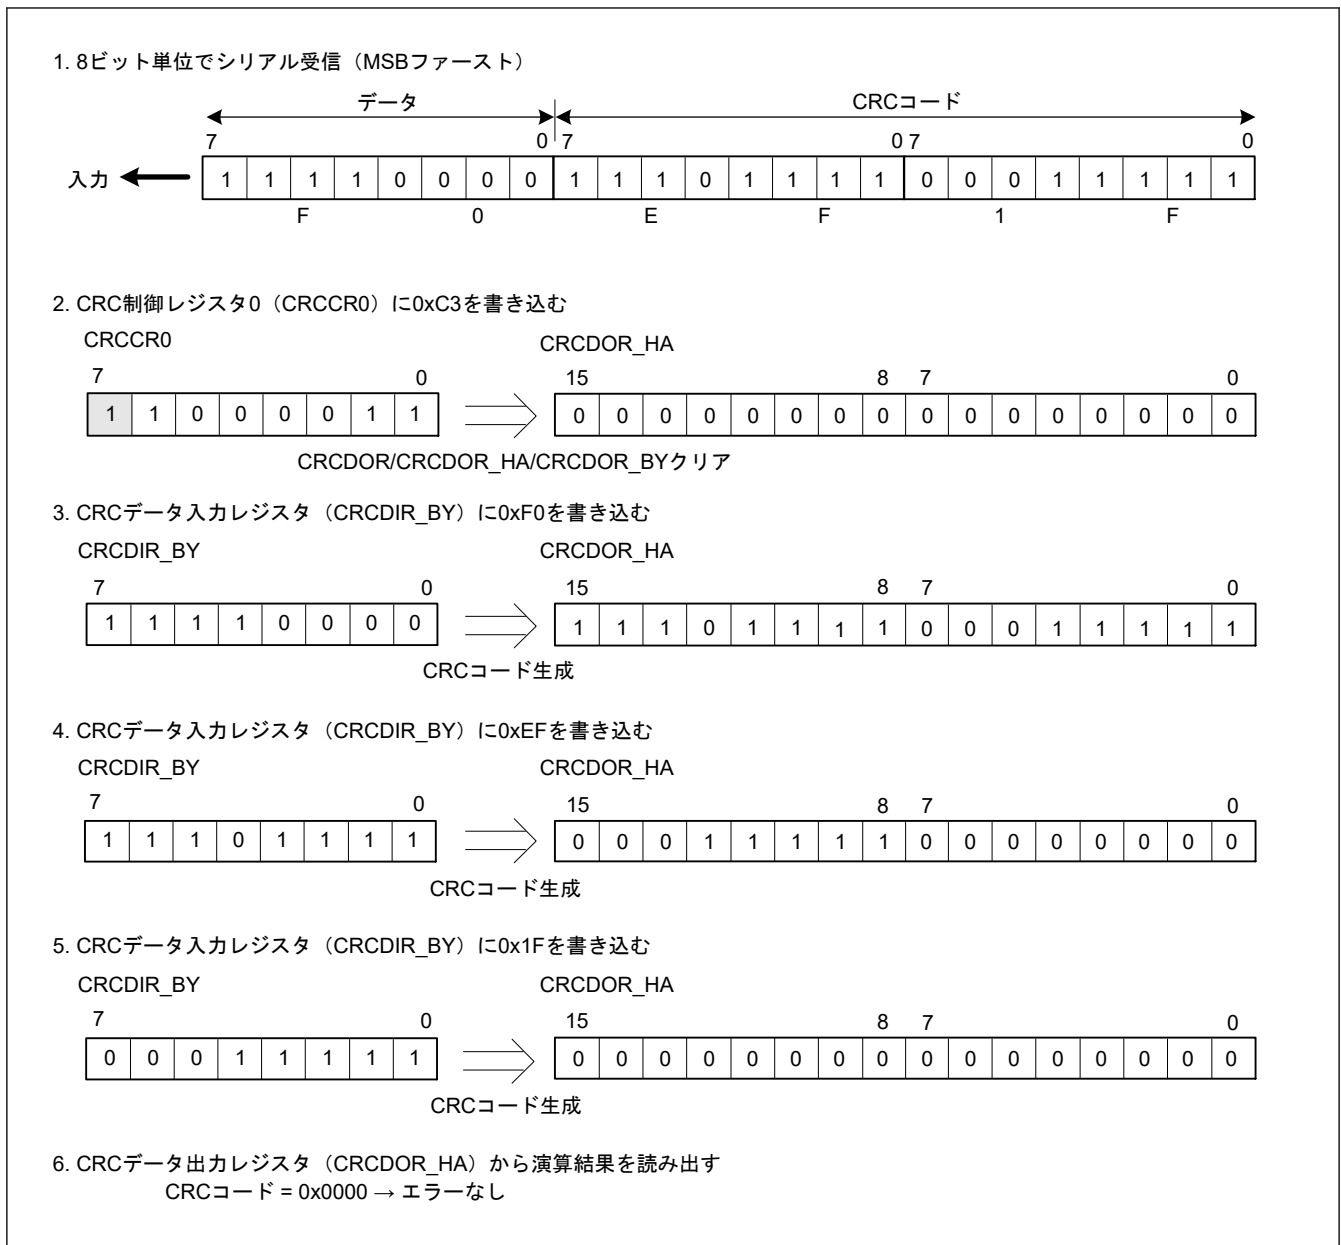 1. 8ビット単位でシリアル受信（MSBファースト）
データ CRCコード
7 0 7 0 7 0
入力 1 1 1 1 0 0 0 0 1 1 1 0 1 1 1 1 0 0 0 1 1 1 1 1
F 0 E F 1 F
2. CRC制御レジスタ0（CRCCR0）に0xC3を書き込む
CRCCR0 CRCDOR_HA
7 0 15 8 7 0
1 1 0 0 0 0 1 1 0 0 0 0 0 0 0 0 0 0 0 0 0 0 0 0
CRCDOR/CRCDOR_HA/CRCDOR_BYクリア
3. CRCデータ入力レジスタ（CRCDIR_BY）に0xF0を書き込む
CRCDIR_BY CRCDOR_HA
7 0 15 8 7 0
1 1 1 1 0 0 0 0 1 1 1 0 1 1 1 1 0 0 0 1 1 1 1 1
CRCコード生成
4. CRCデータ入力レジスタ（CRCDIR_BY）に0xEFを書き込む
CRCDIR_BY CRCDOR_HA
7 0 15 8 7 0
1 1 1 0 1 1 1 1 0 0 0 1 1 1 1 1 0 0 0 0 0 0 0 0
CRCコード生成
5. CRCデータ入力レジスタ（CRCDIR_BY）に0x1Fを書き込む
CRCDIR_BY CRCDOR_HA
7 0 15 8 7 0
0 0 0 1 1 1 1 1 0 0 0 0 0 0 0 0 0 0 0 0 0 0 0 0
CRCコード生成
6. CRCデータ出力レジスタ（CRCDOR_HA）から演算結果を読み出す
CRCコード = 0x0000 → エラーなし